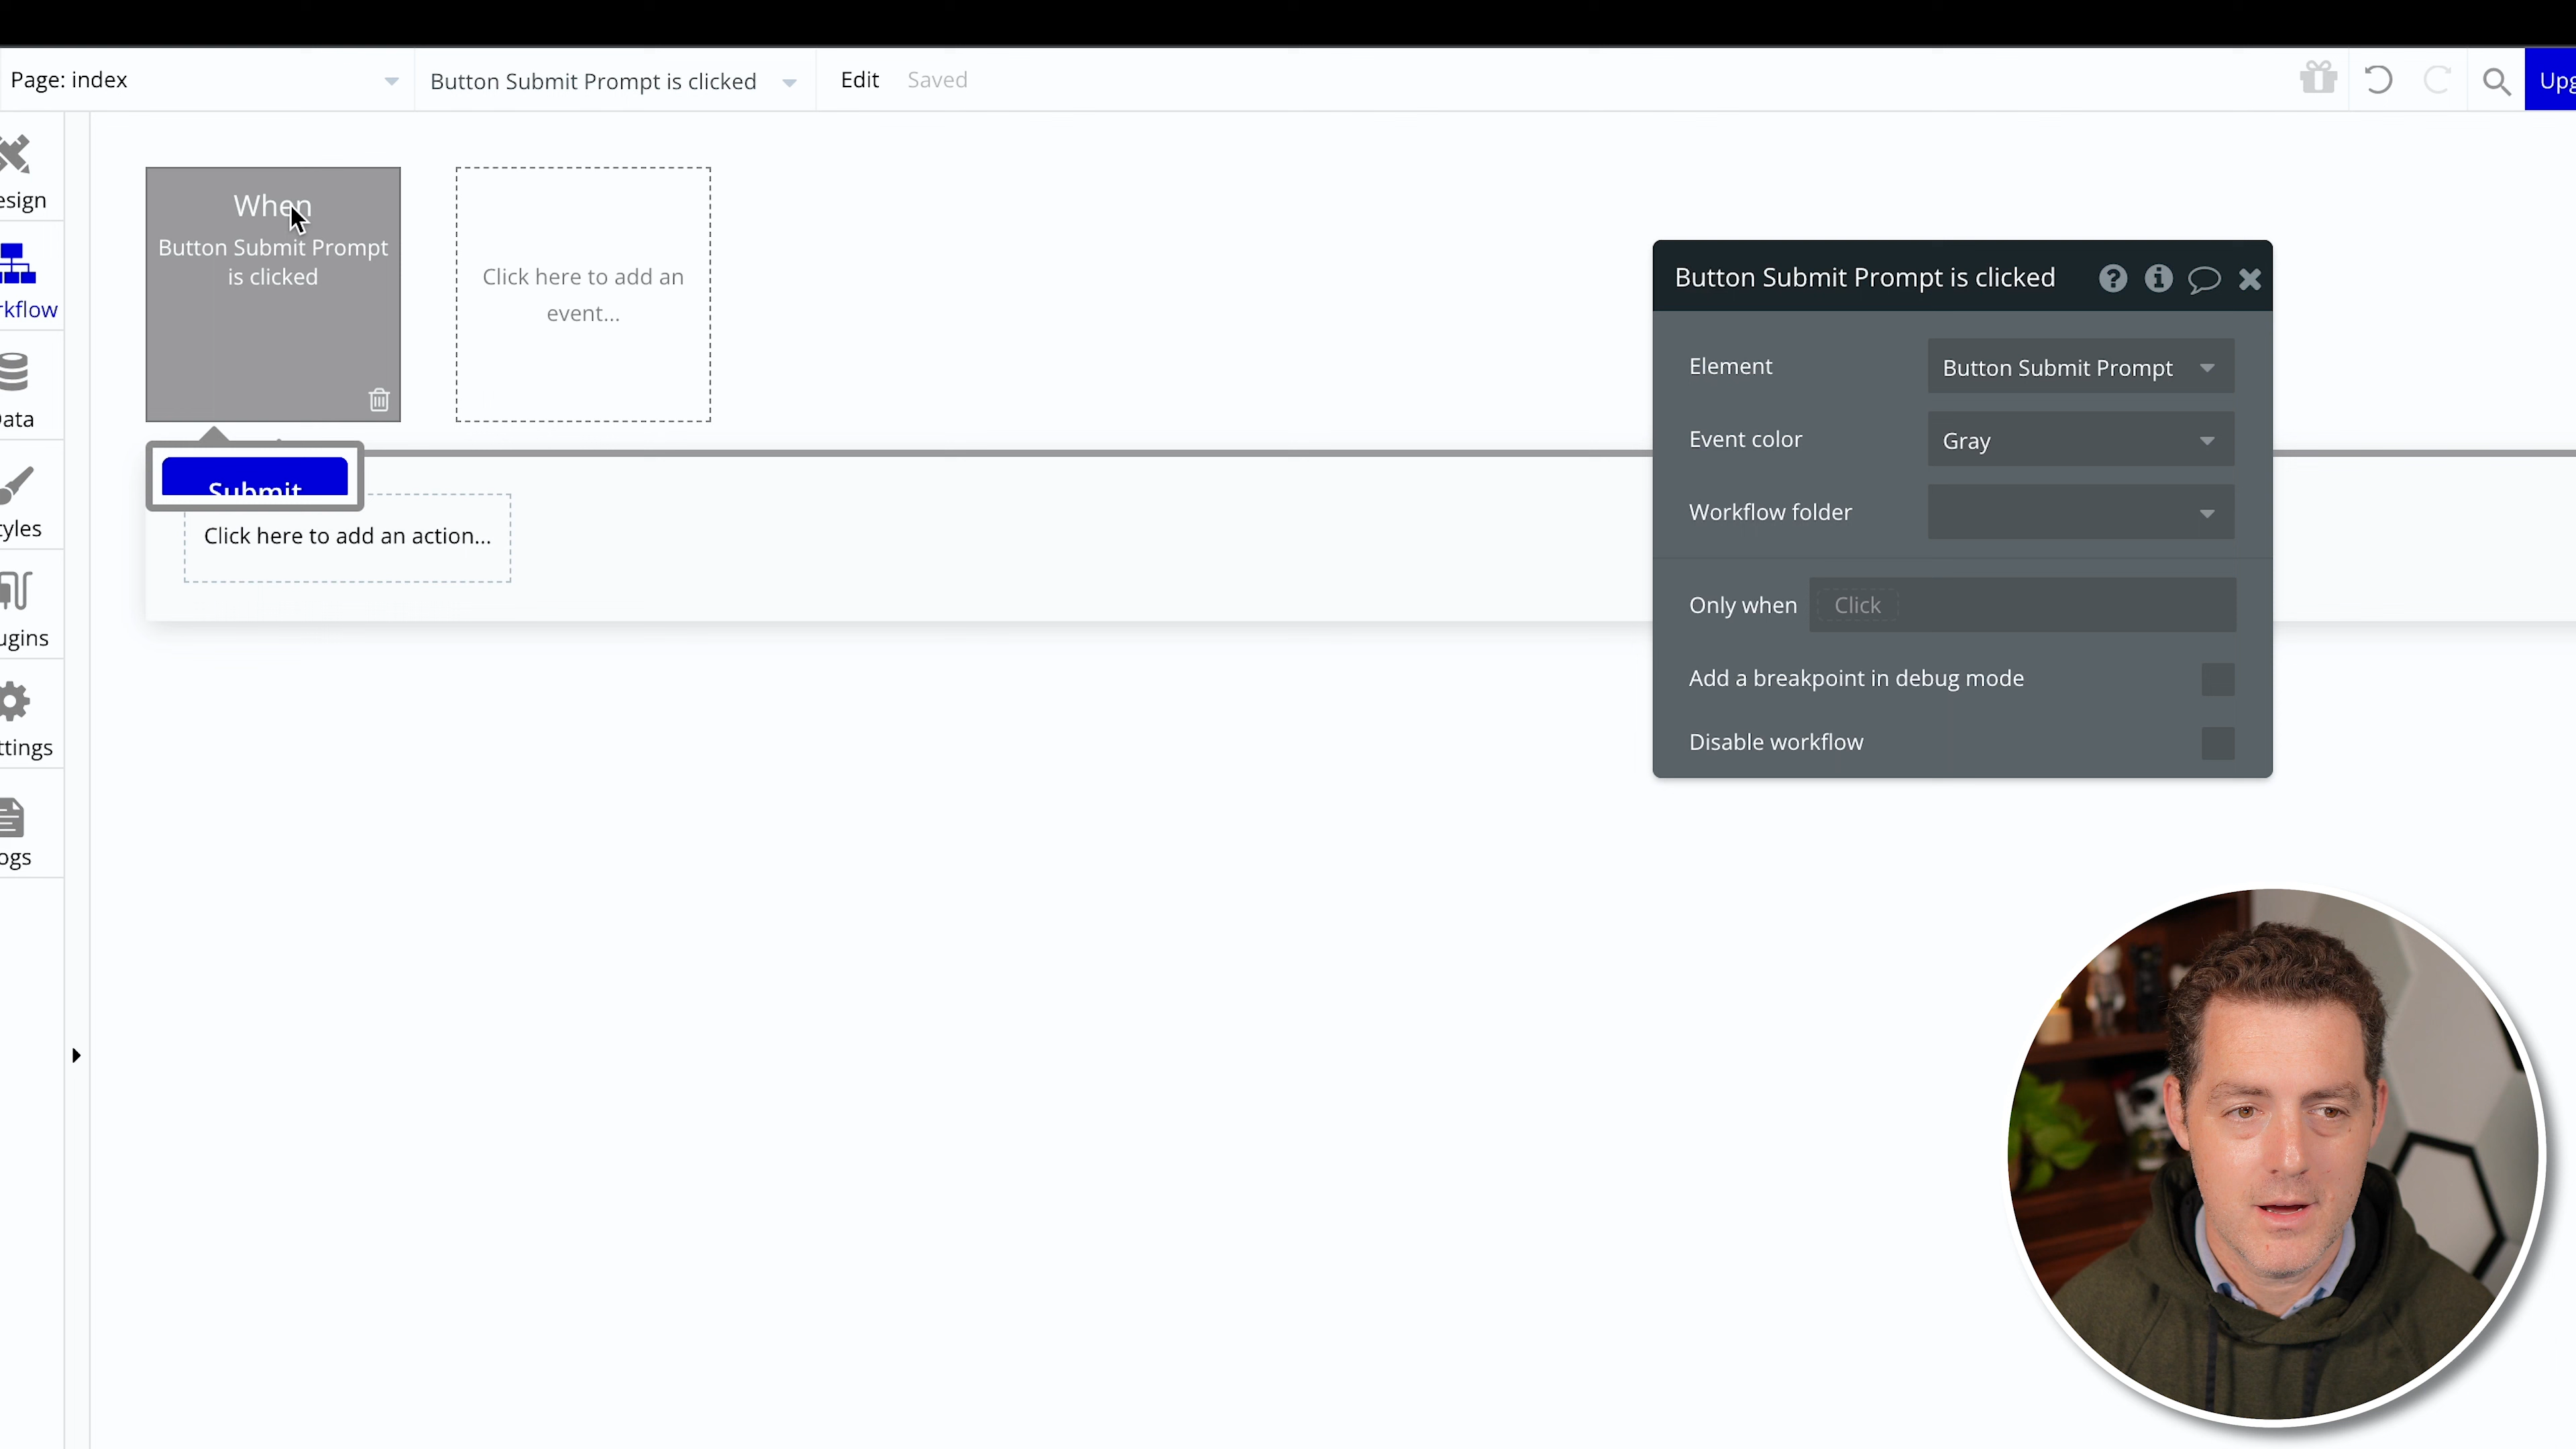 Page: index
Button Submit Prompt is clicked
Edit
Saved
Upg
esign
rkflow
ata
tyles
ugins
ttings
ogs
When
Button Submit Prompt
is clicked
Click here to add an
event...
Submit
Click here to add an action...
Button Submit Prompt is clicked
Element
Button Submit Prompt
Event color
Gray
Workflow folder
Only when
Click
Add a breakpoint in debug mode
Disable workflow